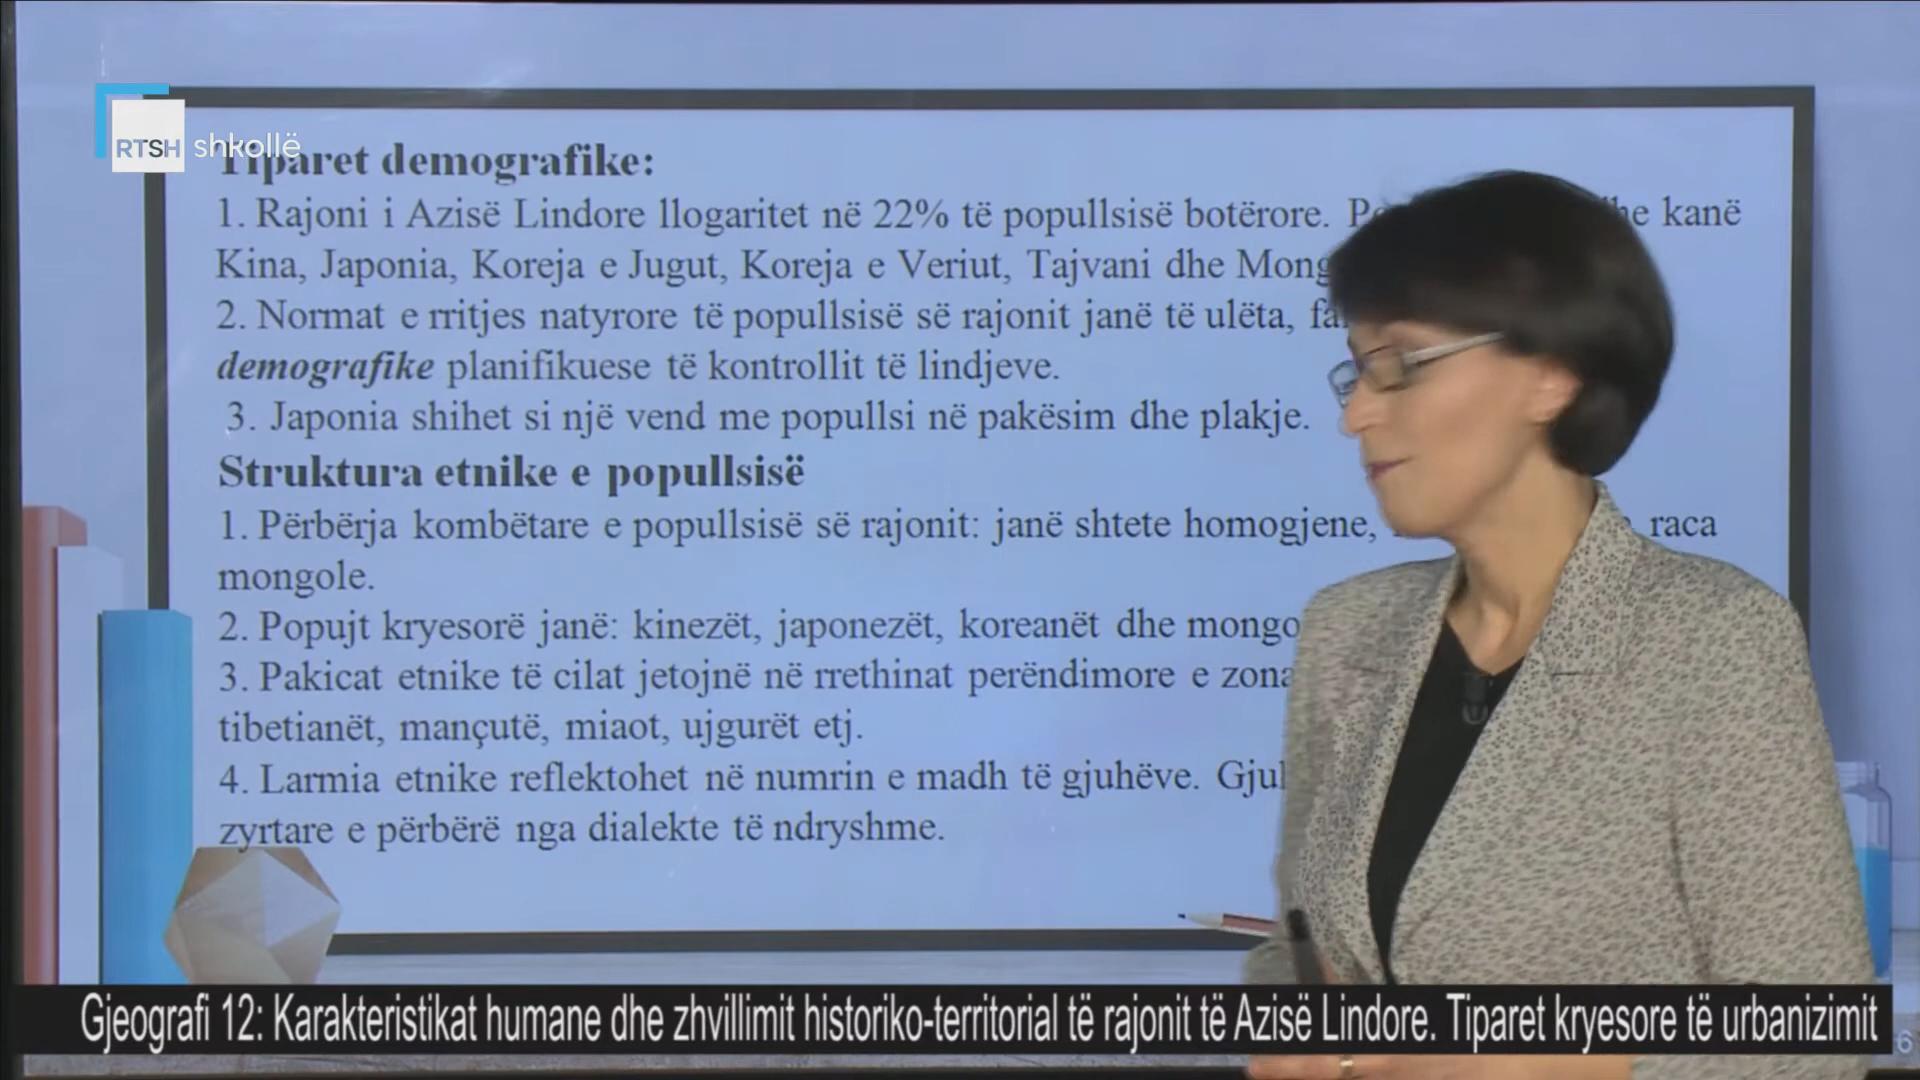 RTSH shkollë
Tiparet demografike:
1. Rajoni i Azisë Lindore llogaritet në 22% të popullsisë botërore. kanë
Kina, Japonia, Koreja e Jugut, Koreja e Veriut, Tajvani dhe
2. Normat e rritjes natyrore të popullsisë së rajonit janë të ulëta,
demografike planifikuese të kontrollit të lindjeve.
3. Japonia shihet si një vend me popullsi në pakësim dhe plakje.
Struktura etnike e popullsisë
1. Përbërja kombëtare e popullsisë së rajonit: janë shtete homogjene, raca
mongole.
2. Popujt kryesorë janë: kinezët, japonezët, koreanët dhe
3. Pakicat etnike të cilat jetojnë në rrethinat perëndimore e
tibetianët, mançutë, miaot, ujgurët etj.
4. Larmia etnike reflektohet në numrin e madh të gjuhëve.
zyrtare e përbërë nga dialekte të ndryshme.
Gjeografi 12: Karakteristikat humane dhe zhvillimit historiko-territorial të rajonit të Azisë Lindore. Tiparet kryesore të urbanizimit
6